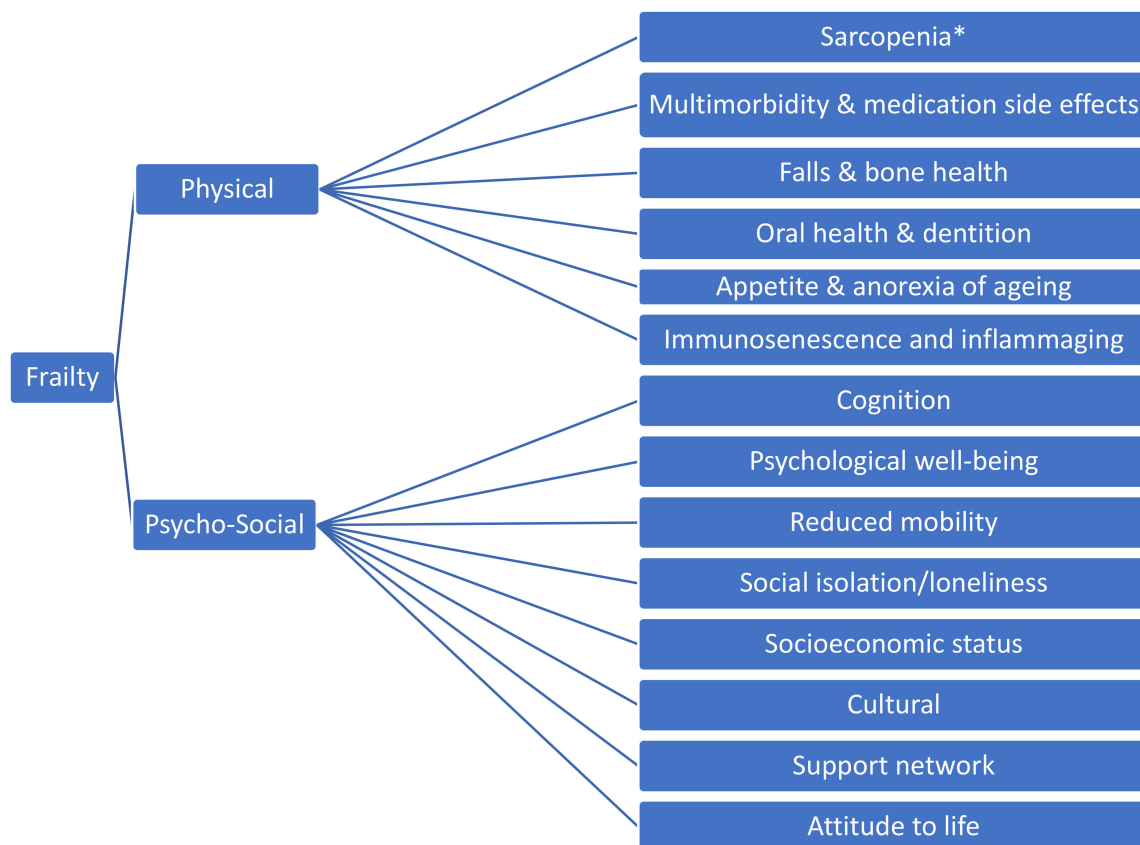 Frailty
Physical
Sarcopenia*
Multimorbidity & medication side effects
Falls & bone health
Oral health & dentition
Appetite & anorexia of ageing
Immunosenescence and inflammaging
Psycho-Social
Cognition
Psychological well-being
Reduced mobility
Social isolation/loneliness
Socioeconomic status
Cultural
Support network
Attitude to life